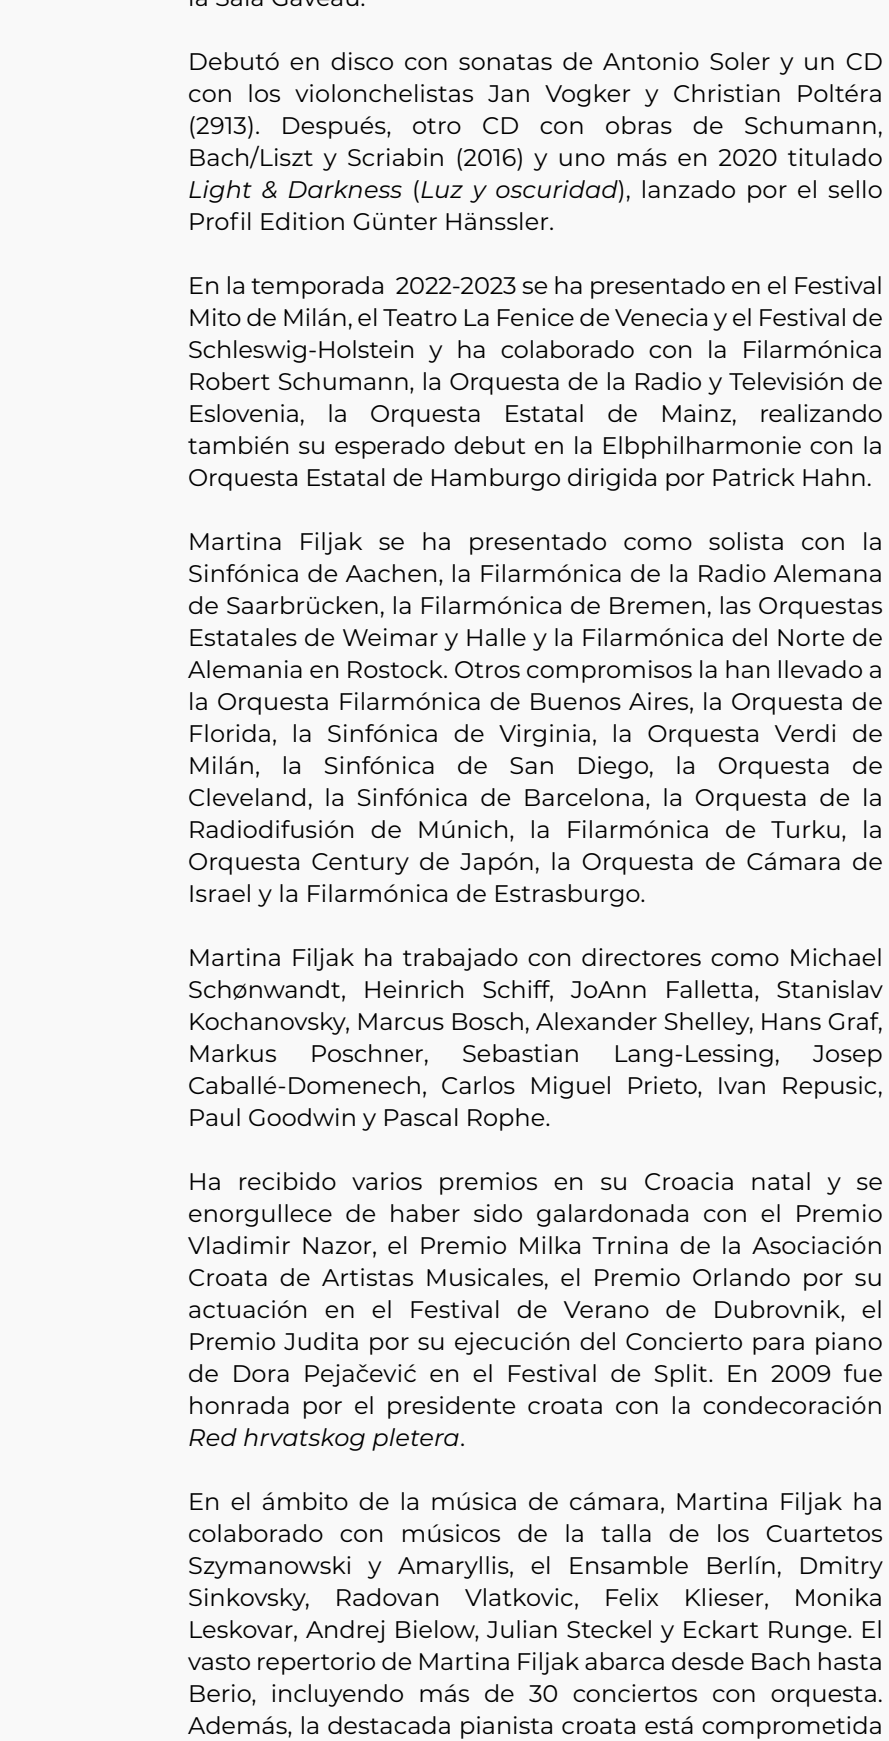 la Sala Gaveau.
Debutó en disco con sonatas de Antonio Soler y un CD
con los violonchelistas Jan Vogker y Christian Poltéra
(2913). Después, otro CD con obras de Schumann,
Bach/Liszt y Scriabin (2016) y uno más en 2020 titulado
Light & Darkness (Luz y oscuridad), lanzado por el sello
Profil Edition Günter Hänssler.
En la temporada 2022-2023 se ha presentado en el Festival
Mito de Milán, el Teatro La Fenice de Venecia y el Festival de
Schleswig-Holstein y ha colaborado con la Filarmónica
Robert Schumann, la Orquesta de la Radio y Televisión de
Eslovenia, la Orquesta Estatal de Mainz, realizando
también su esperado debut en la Elbphilharmonie con la
Orquesta Estatal de Hamburgo dirigida por Patrick Hahn.
Martina Filjak se ha presentado como solista con la
Sinfónica de Aachen, la Filarmónica de la Radio Alemana
de Saarbrücken, la Filarmónica de Bremen, las Orquestas
Estatales de Weimar y Halle y la Filarmónica del Norte de
Alemania en Rostock. Otros compromisos la han llevado a
la Orquesta Filarmónica de Buenos Aires, la Orquesta de
Florida, la Sinfónica de Virginia, la Orquesta Verdi de
Milán, la Sinfónica de San Diego, la Orquesta de
Cleveland, la Sinfónica de Barcelona, la Orquesta de la
Radiodifusión de Múnich, la Filarmónica de Turku, la
Orquesta Century de Japón, la Orquesta de Cámara de
Israel y la Filarmónica de Estrasburgo.
Martina Filjak ha trabajado con directores como Michael
Schønwandt, Heinrich Schiff, JoAnn Falletta, Stanislav
Kochanovsky, Marcus Bosch, Alexander Shelley, Hans Graf,
Markus Poschner, Sebastian Lang-Lessing, Josep
Caballé-Domenech, Carlos Miguel Prieto, Ivan Repusic,
Paul Goodwin y Pascal Rophe.
Ha recibido varios premios en su Croacia natal y se
enorgullece de haber sido galardonada con el Premio
Vladimir Nazor, el Premio Milka Trnina de la Asociación
Croata de Artistas Musicales, el Premio Orlando por su
actuación en el Festival de Verano de Dubrovnik, el
Premio Judita por su ejecución del Concierto para piano
de Dora Pejačević en el Festival de Split. En 2009 fue
honrada por el presidente croata con la condecoración
Red hrvatskog pletera.
En el ámbito de la música de cámara, Martina Filjak ha
colaborado con músicos de la talla de los Cuartetos
Szymanowski y Amaryllis, el Ensamble Berlín, Dmitry
Sinkovsky, Radovan Vlatkovic, Felix Klieser, Monika
Leskovar, Andrej Bielow, Julian Steckel y Eckart Runge. El
vasto repertorio de Martina Filjak abarca desde Bach hasta
Berio, incluyendo más de 30 conciertos con orquesta.
Además, la destacada pianista croata está comprometida